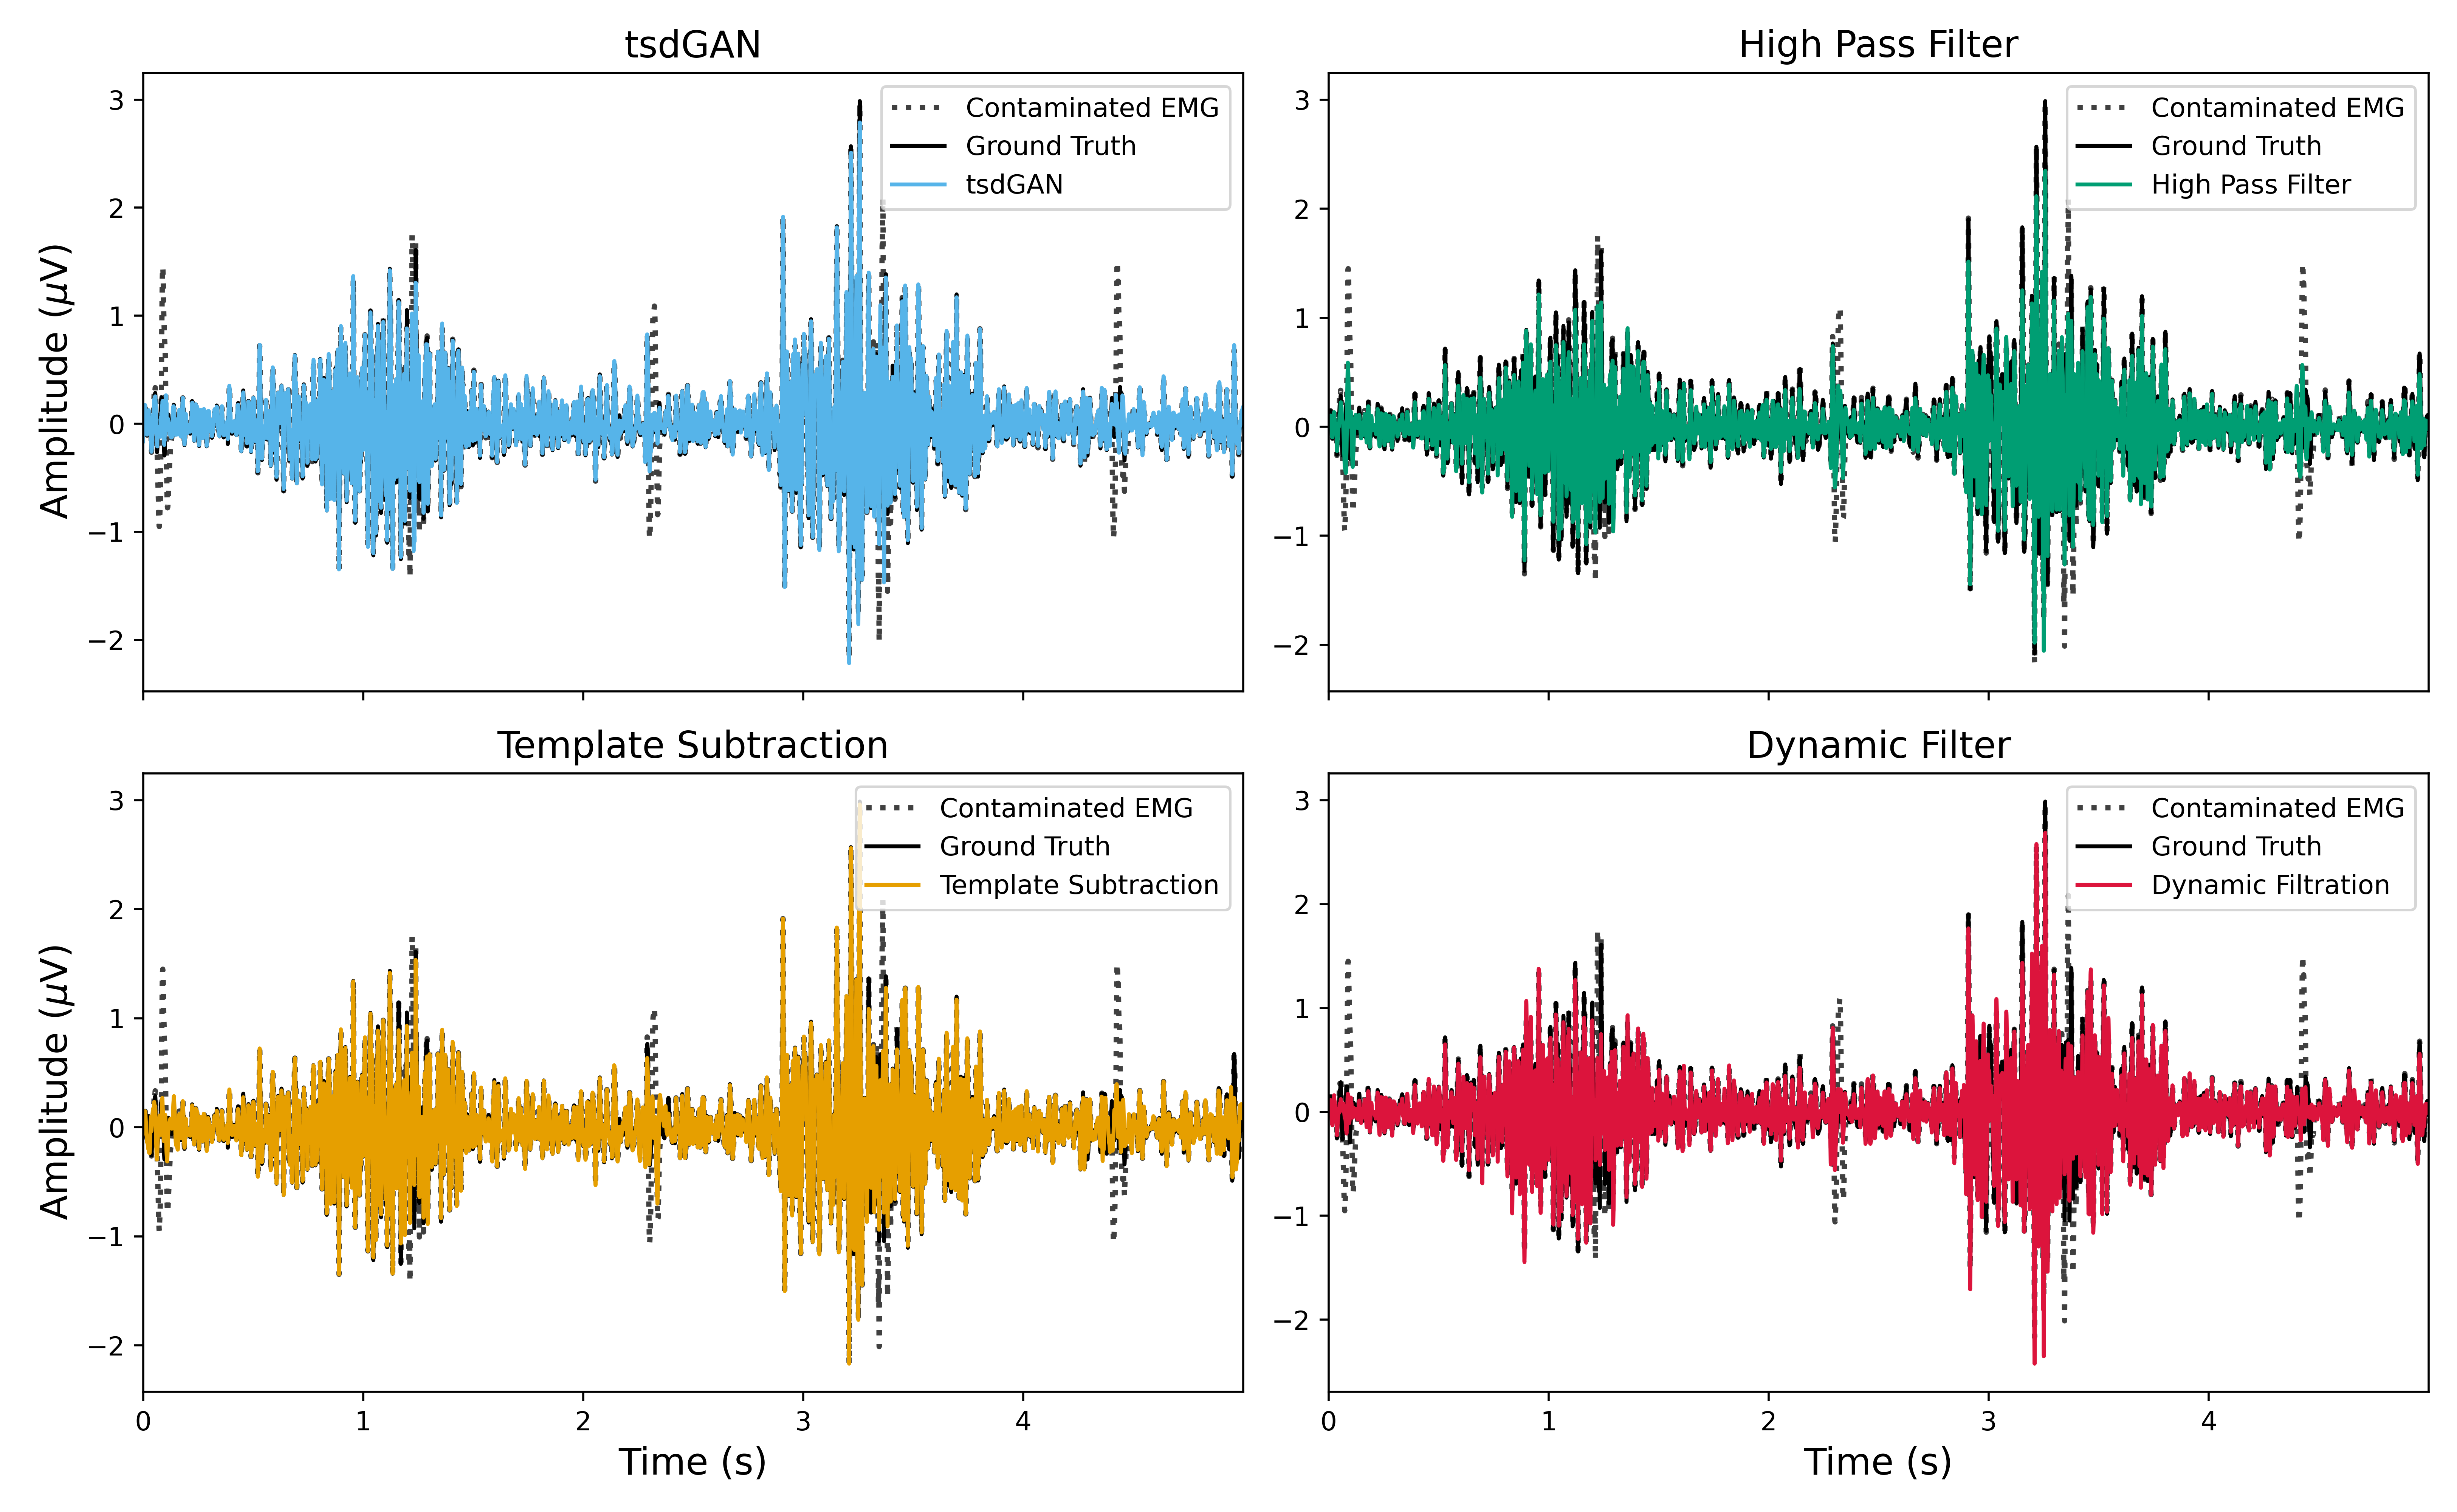 tsdGAN
Contaminated EMG
Ground Truth
tsdGAN
3
2
1
0
−1
−2
Amplitude (μV)
High Pass Filter
Contaminated EMG
Ground Truth
High Pass Filter
3
2
1
0
−1
−2
Template Subtraction
Contaminated EMG
Ground Truth
Template Subtraction
3
2
1
0
−1
−2
Amplitude (μV)
0 1 2 3 4
Time (s)
Dynamic Filter
Contaminated EMG
Ground Truth
Dynamic Filtration
3
2
1
0
−1
−2
0 1 2 3 4
Time (s)